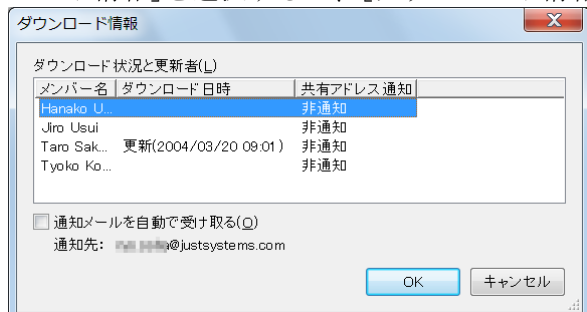 ダウンロード情報
ダウンロード状況と更新者(L)
メンバー名 ダウンロード日時 共有アドレス通知
Hanako U... 非通知
Jiro Usui 非通知
Taro Sak... 更新(2004/03/20 09:01) 非通知
Tyoko Ko... 非通知
通知メールを自動で受け取る(O)
通知先: @justsystems.com
OK キャンセル